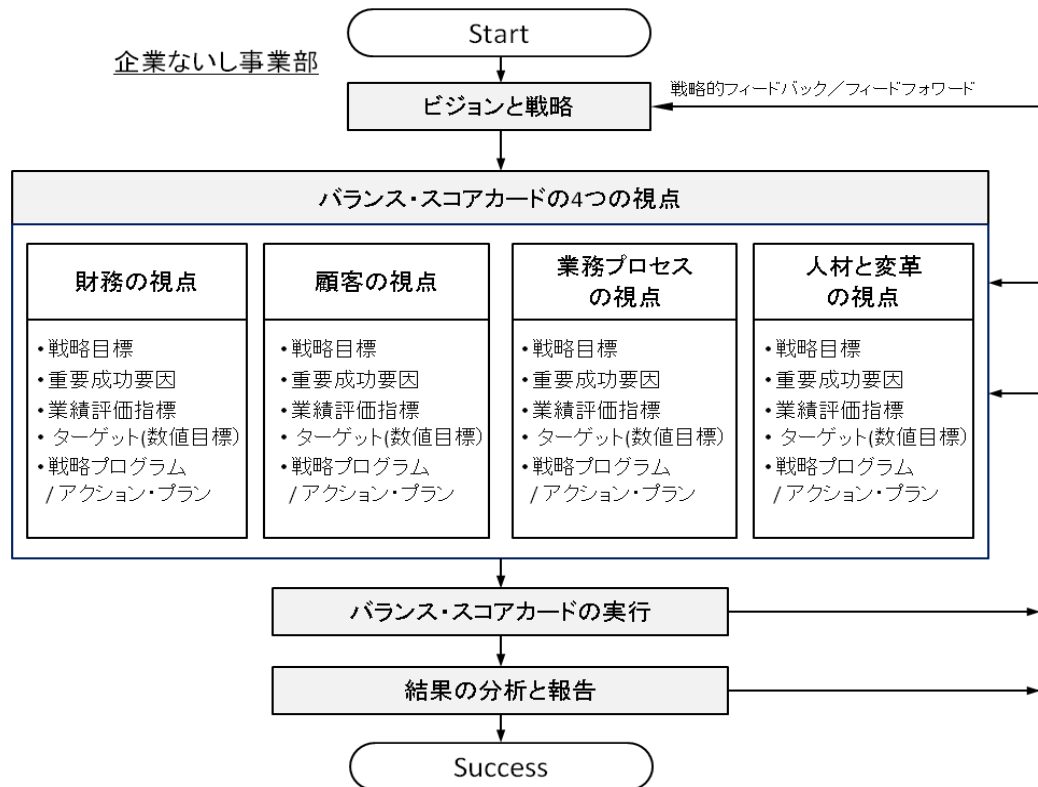 Start
企業ないし事業部
戦略的フィードバック／フィードフォワード
ビジョンと戦略
バランス・スコアカードの4つの視点
財務の視点
・戦略目標
・重要成功要因
・業績評価指標
・ターゲット(数値目標)
・戦略プログラム
/アクション・プラン
顧客の視点
・戦略目標
・重要成功要因
・業績評価指標
・ターゲット(数値目標)
・戦略プログラム
/アクション・プラン
業務プロセス
の視点
・戦略目標
・重要成功要因
・業績評価指標
・ターゲット(数値目標)
・戦略プログラム
/アクション・プラン
人材と変革
の視点
・戦略目標
・重要成功要因
・業績評価指標
・ターゲット(数値目標)
・戦略プログラム
/アクション・プラン
バランス・スコアカードの実行
結果の分析と報告
Success